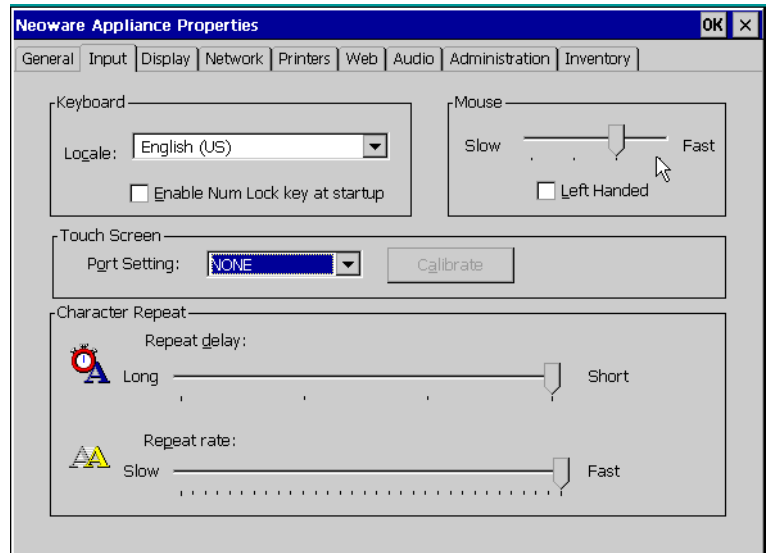 Neoware Appliance Properties OK ×
General Input Display Network Printers Web Audio Administration Inventory
Keyboard
Locale: English (US)
Enable Num Lock key at startup
Mouse
Slow Fast
Left Handed
Touch Screen
Port Setting: NONE Calibrate
Character Repeat
Repeat delay:
Long Short
Repeat rate:
Slow Fast